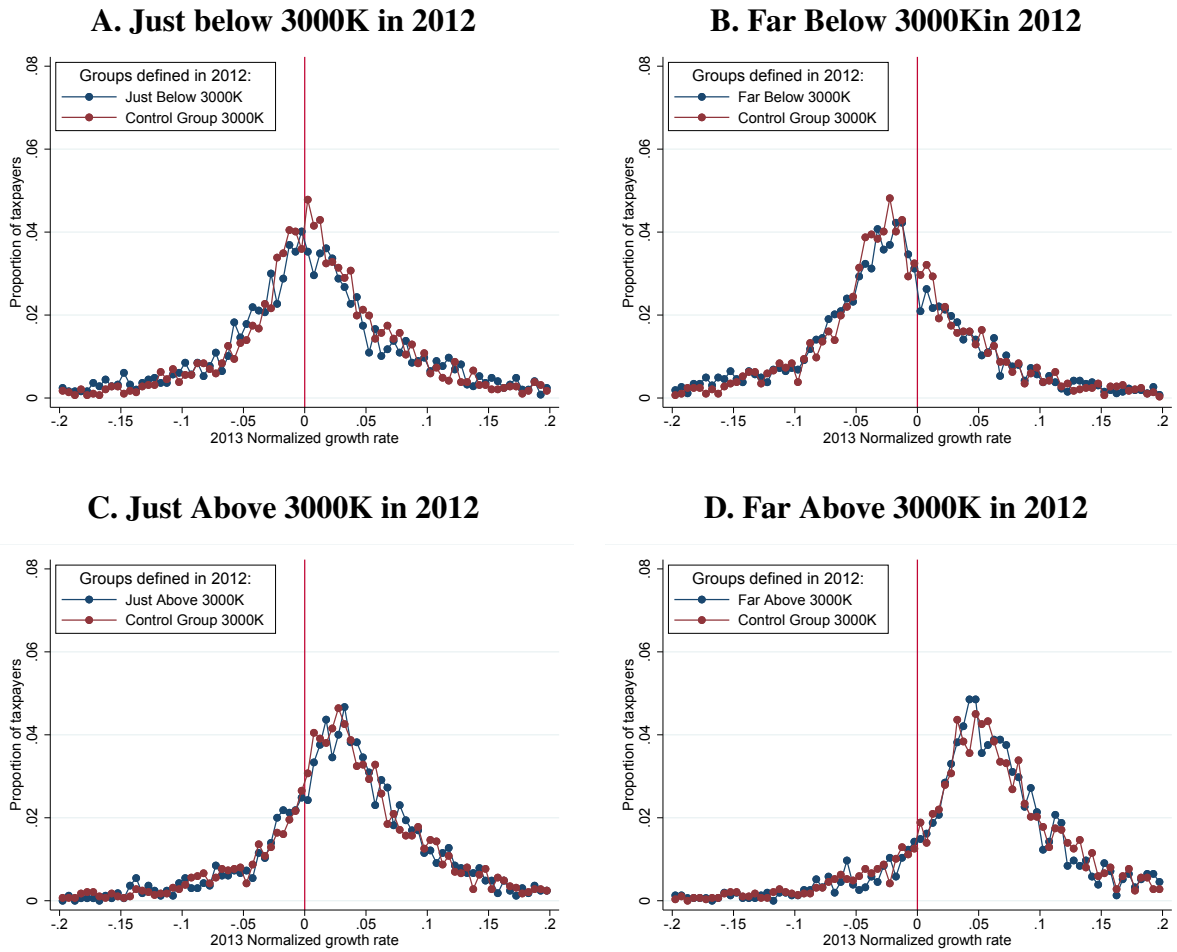 A. Just below 3000K in 2012
Groups defined in 2012:
Just Below 3000K
Control Group 3000K
Proportion of taxpayers
0 .02 .04 .06 .08
-.2 -.15 -.1 -.05 0 .05 .1 .15 .2
2013 Normalized growth rate
B. Far Below 3000Kin 2012
Groups defined in 2012:
Far Below 3000K
Control Group 3000K
Proportion of taxpayers
0 .02 .04 .06 .08
-.2 -.15 -.1 -.05 0 .05 .1 .15 .2
2013 Normalized growth rate
C. Just Above 3000K in 2012
Groups defined in 2012:
Just Above 3000K
Control Group 3000K
Proportion of taxpayers
0 .02 .04 .06 .08
-.2 -.15 -.1 -.05 0 .05 .1 .15 .2
2013 Normalized growth rate
D. Far Above 3000K in 2012
Groups defined in 2012:
Far Above 3000K
Control Group 3000K
Proportion of taxpayers
0 .02 .04 .06 .08
-.2 -.15 -.1 -.05 0 .05 .1 .15 .2
2013 Normalized growth rate